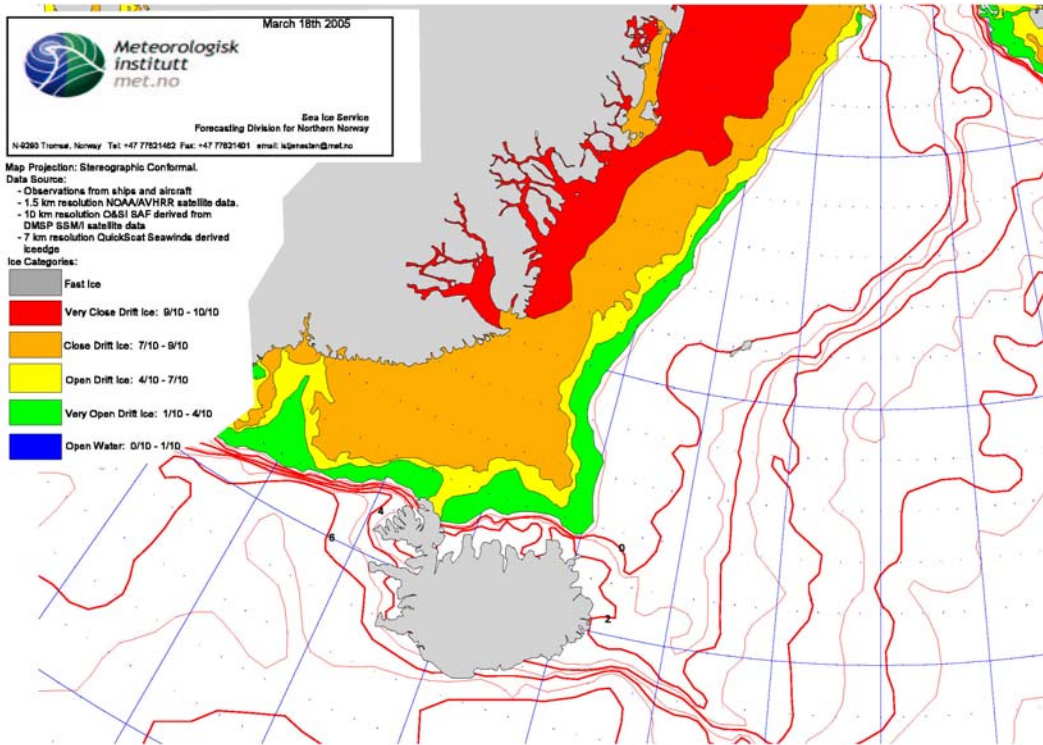 March 18th 2005
Meteorologisk
institutt
met.no
Sea Ice Service
Forecasting Division for Northern Norway
N-9293 Tromsø, Norway Tel: +47 77621462 Fax: +47 77621401 email: istjenesten@met.no
Map Projection: Stereographic Conformal.
Data Source:
- Observations from ships and aircraft
- 1.5 km resolution NOAA/AVHRR satellite data.
- 10 km resolution O&SI SAF derived from
DMSP SSM/I satellite data
- 7 km resolution QuickScat Seawinds derived
iceedge
Ice Categories:
Fast Ice
Very Close Drift Ice: 9/10 - 10/10
Close Drift Ice: 7/10 - 9/10
Open Drift Ice: 4/10 - 7/10
Very Open Drift Ice: 1/10 - 4/10
Open Water: 0/10 - 1/10
4
6
0
2